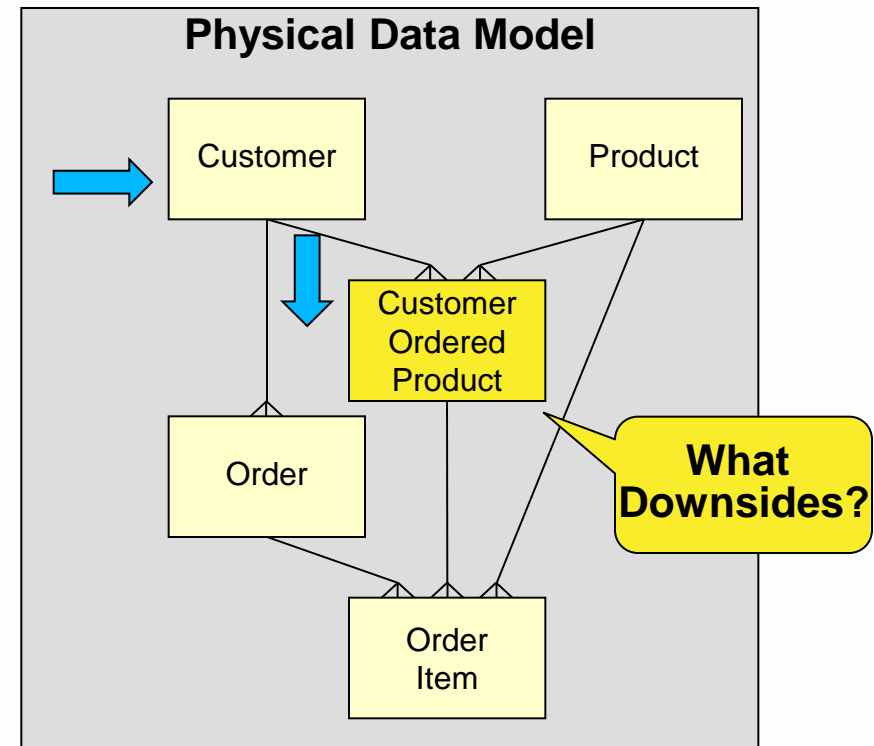 Physical Data Model
Customer
Product
Customer
Ordered
Product
Order
What
Downsides?
Order
Item